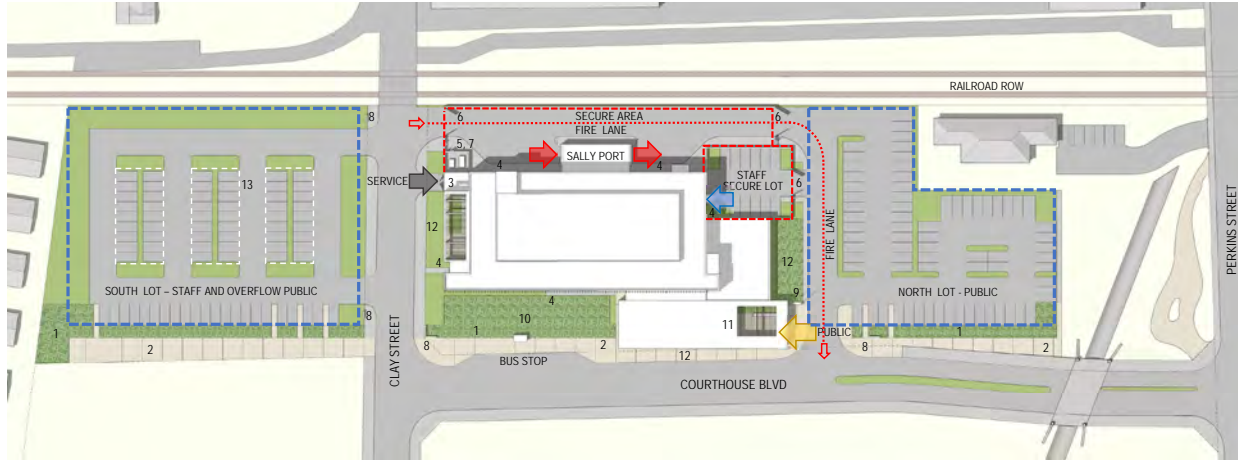 RAILROAD ROW
8
6
SECURE AREA
6
FIRE LANE
5, 7
SALLY PORT
4
4
STAFF
SECURE LOT
13
SERVICE
3
6
4
12
12
FIRE LANE
PERKINS STREET
4
SOUTH LOT – STAFF AND OVERFLOW PUBLIC
NORTH LOT - PUBLIC
4
9
8
10
11
1
1
PUBLIC
1
2
8
2
12
8
2
BUS STOP
CLAY STREET
COURTHOUSE BLVD